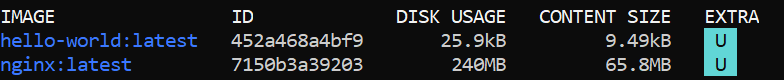 IMAGE ID DISK USAGE CONTENT SIZE EXTRA
hello-world:latest 452a468a4bf9 25.9kB 9.49kB U
nginx:latest 7150b3a39203 240MB 65.8MB U